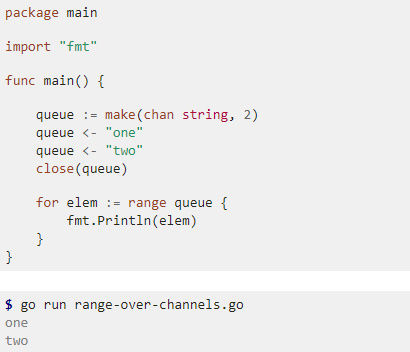 package main
import "fmt"
func main() {
queue := make(chan string, 2)
queue <- "one"
queue <- "two"
close(queue)
for elem := range queue {
fmt.Println(elem)
}
}
$ go run range-over-channels.go
one
two